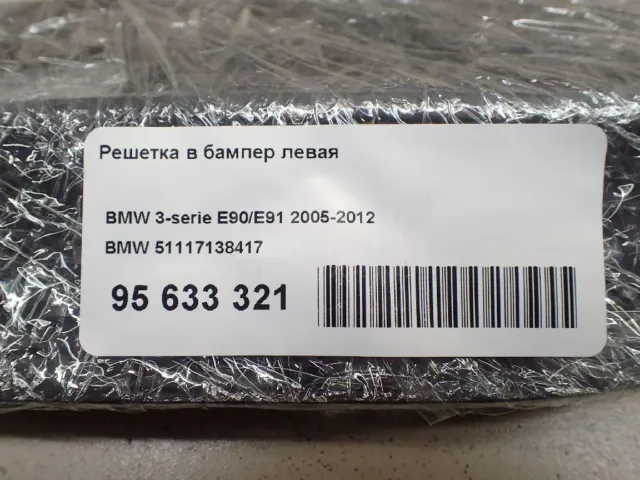 Решетка в бампер левая
BMW 3-serie E90/E91 2005-2012
BMW 51117138417
95 633 321